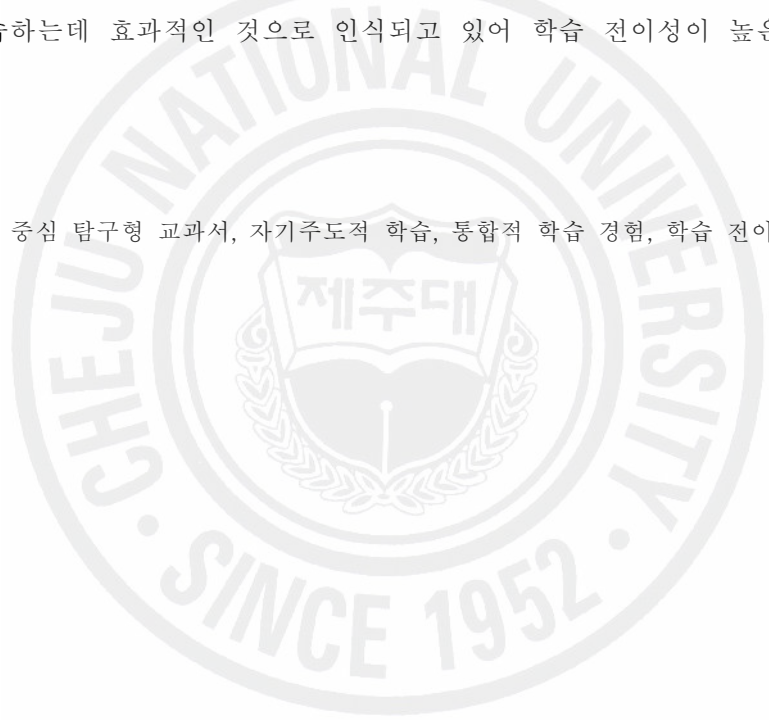 습하는데 효과적인 것으로 인식되고 있어 학습 전이성이 높은
중심 탐구형 교과서, 자기주도적 학습, 통합적 학습 경험, 학습 전이
CHEJU NATIONAL UNIVERSITY
제주대
SINCE 1952